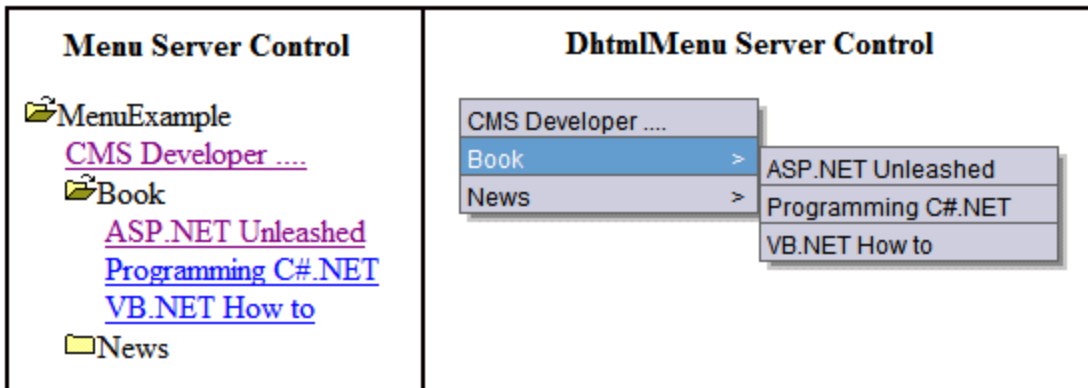 Menu Server Control
MenuExample
CMS Developer ....
Book
ASP.NET Unleashed
Programming C#.NET
VB.NET How to
News
DhtmlMenu Server Control
CMS Developer ....
Book >
News >
ASP.NET Unleashed
Programming C#.NET
VB.NET How to